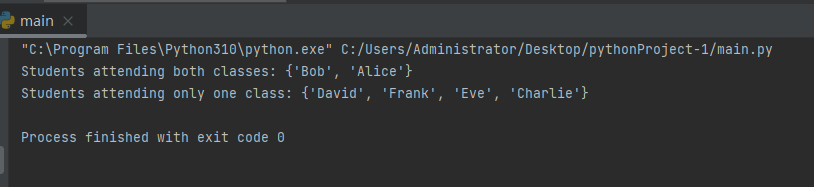 main
"C:\Program Files\Python310\python.exe" C:/Users/Administrator/Desktop/pythonProject-1/main.py
Students attending both classes: {'Bob', 'Alice'}
Students attending only one class: {'David', 'Frank', 'Eve', 'Charlie'}
Process finished with exit code 0